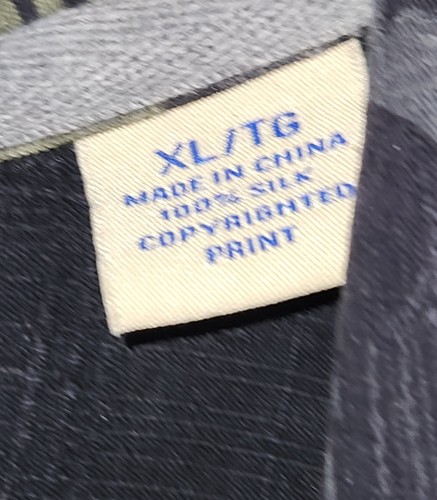 XL/TG
MADE IN CHINA
100% SILK
COPYRIGHTED
PRINT